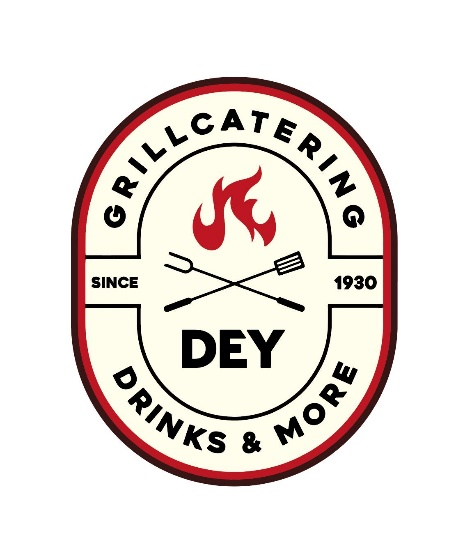 GRILLCATERING
SINCE 1930
DEY
DRINKS & MORE